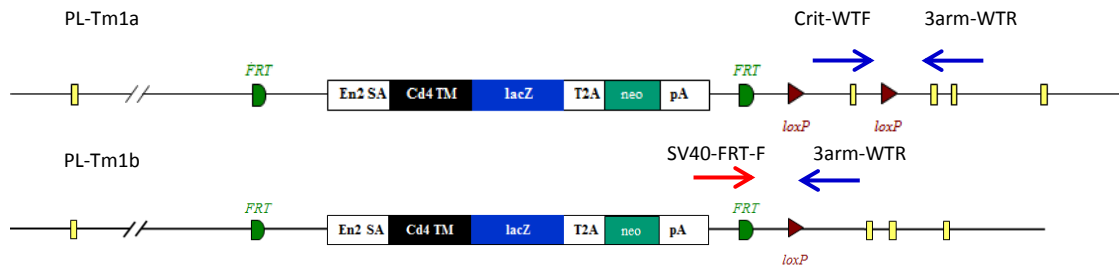 PL-Tm1a
Crit-WTF 3arm-WTR
FRT FRT
En2 SA Cd4 TM lacZ T2A neo pA
loxP loxP
PL-Tm1b
SV40-FRT-F 3arm-WTR
FRT FRT
En2 SA Cd4 TM lacZ T2A neo pA
loxP